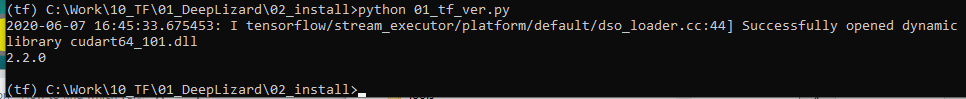 (tf) C:\Work\10_TF\01_DeepLizard\02_install>python 01_tf_ver.py
2020-06-07 16:45:33.675453: I tensorflow/stream_executor/platform/default/dso_loader.cc:44] Successfully opened dynamic
library cudart64_101.dll
2.2.0
(tf) C:\Work\10_TF\01_DeepLizard\02_install>